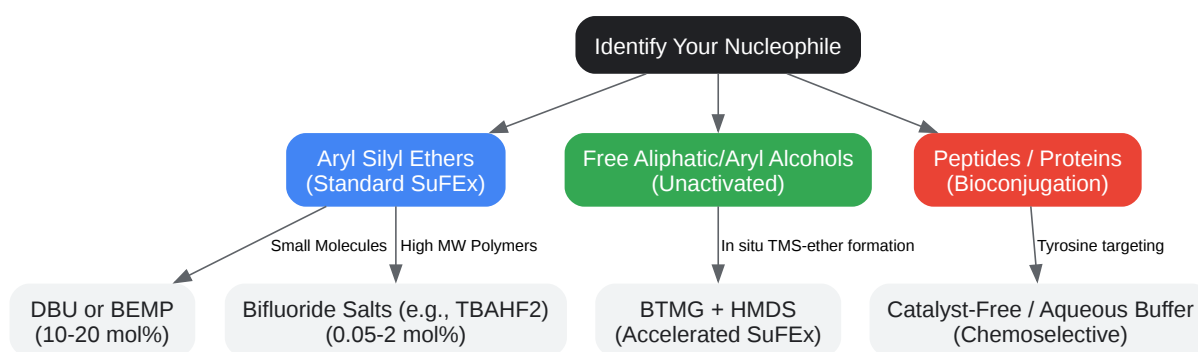 Identify Your Nucleophile
Aryl Silyl Ethers
(Standard SuFEx)
Free Aliphatic/Aryl Alcohols
(Unactivated)
Peptides / Proteins
(Bioconjugation)
Small Molecules
High MW Polymers
In situ TMS-ether formation
Tyrosine targeting
DBU or BEMP
(10-20 mol%)
Bifluoride Salts (e.g., TBAHF2)
(0.05-2 mol%)
BTMG + HMDS
(Accelerated SuFEx)
Catalyst-Free / Aqueous Buffer
(Chemoselective)